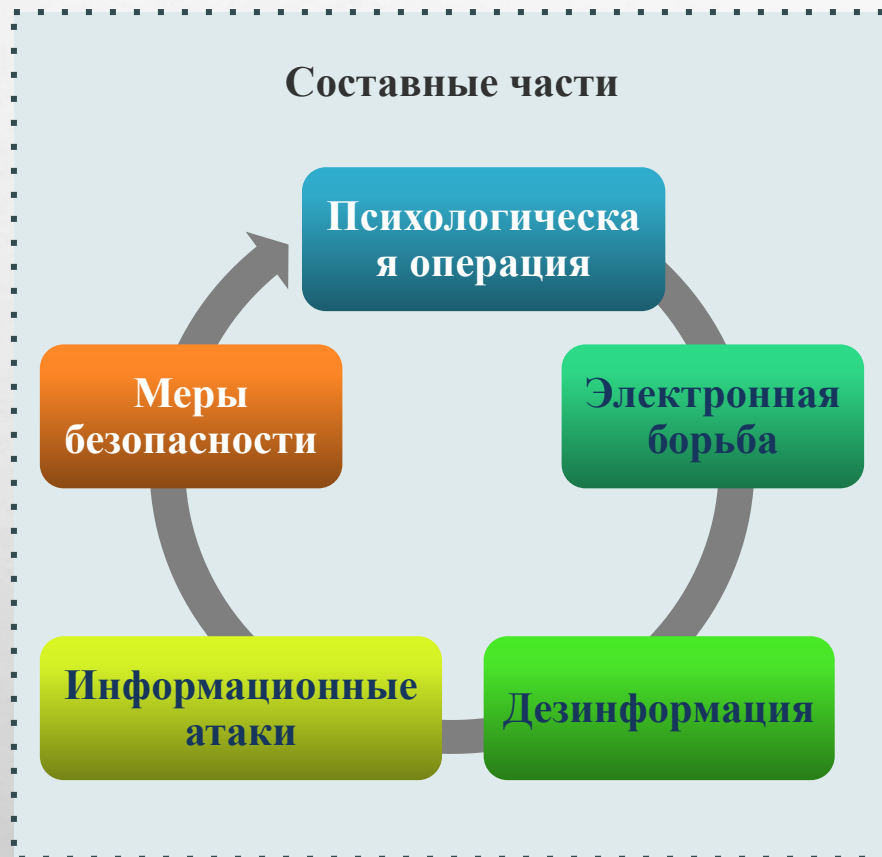 Составные части
Психологическа
я операция
Электронная
борьба
Дезинформация
Информационные
атаки
Меры
безопасности